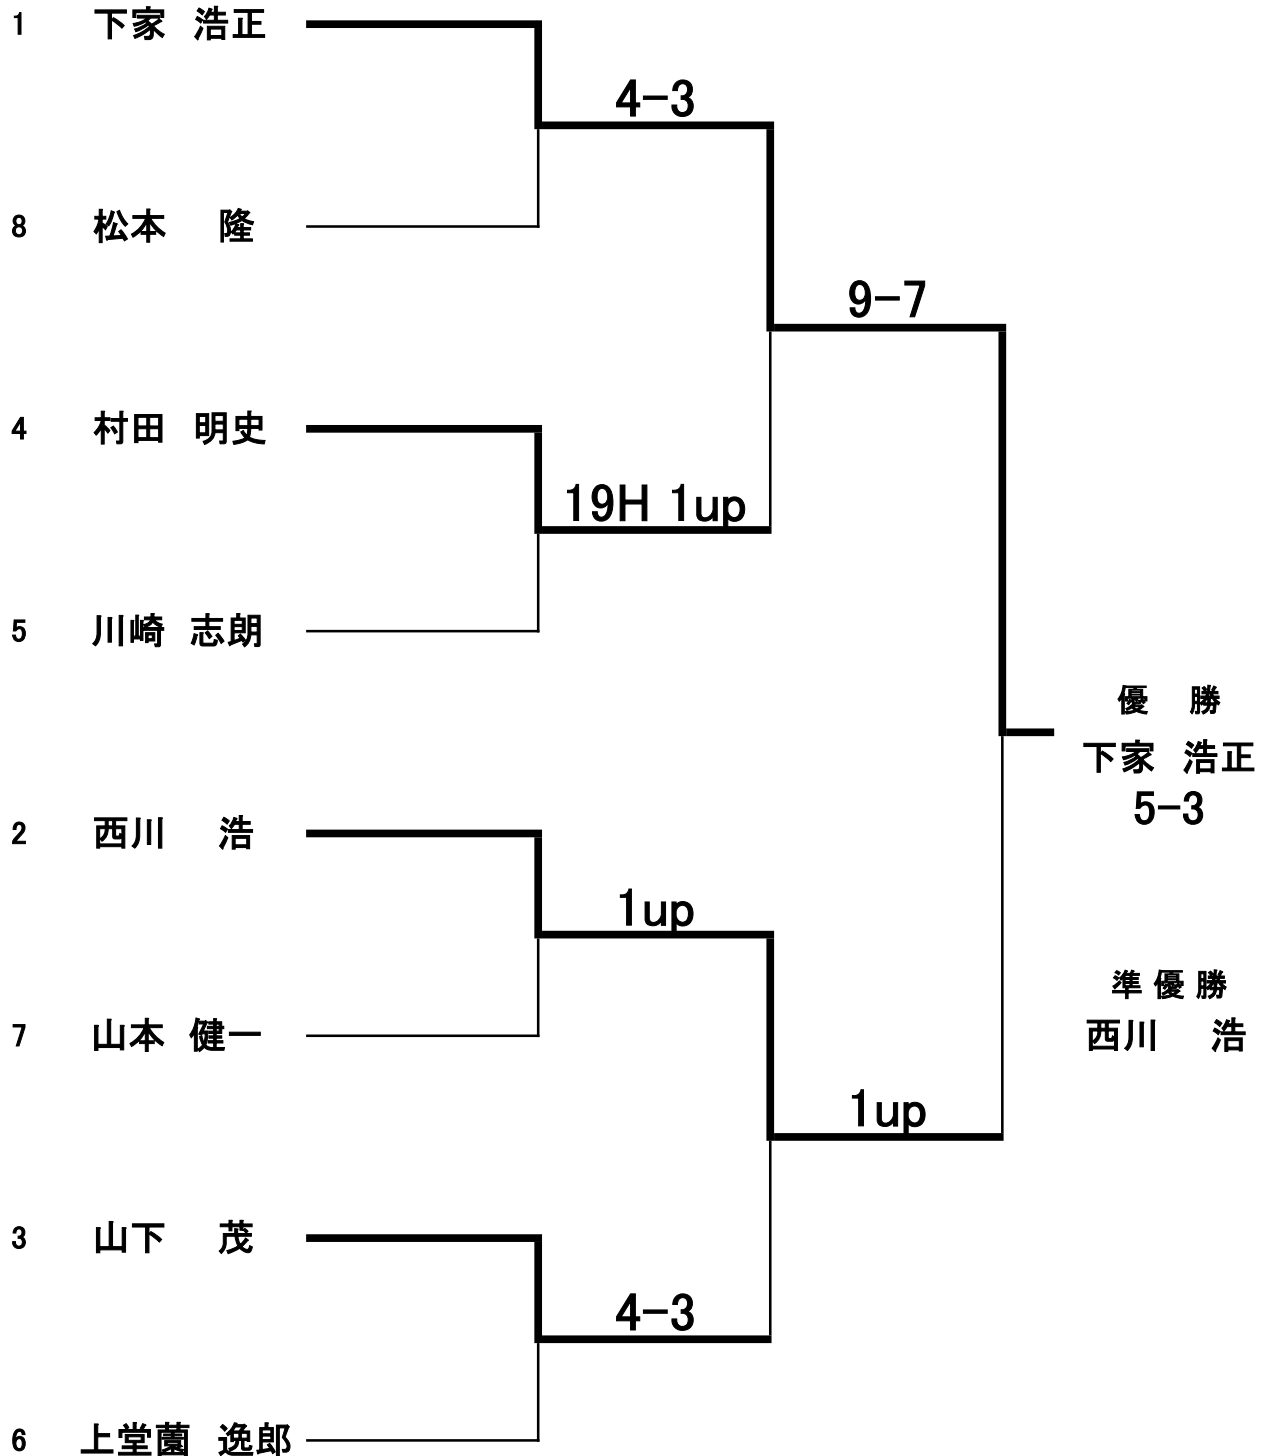 1 下家 浩正
4-3
8 松本 隆
9-7
4 村田 明史
19H 1up
5 川崎 志朗
優 勝
下家 浩正
5-3
2 西川 浩
1up
準 優 勝
7 山本 健一
西川 浩
1up
3 山下 茂
4-3
6 上堂薗 逸郎